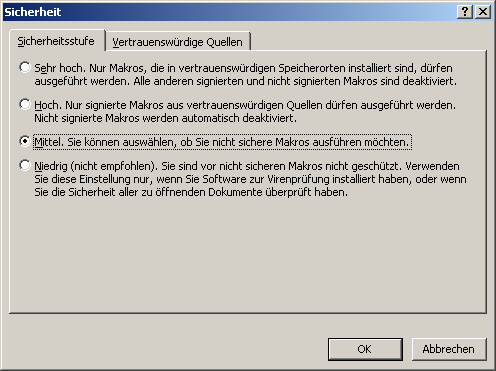 Sicherheit
Sicherheitsstufe
Vertrauenswürdige Quellen
Sehr hoch. Nur Makros, die in vertrauenswürdigen Speicherorten installiert sind, dürfen
ausgeführt werden. Alle anderen signierten und nicht signierten Makros sind deaktiviert.
Hoch. Nur signierte Makros aus vertrauenswürdigen Quellen dürfen ausgeführt werden.
Nicht signierte Makros werden automatisch deaktiviert.
Mittel. Sie können auswählen, ob Sie nicht sichere Makros ausführen möchten.
Niedrig (nicht empfohlen). Sie sind vor nicht sicheren Makros nicht geschützt. Verwenden
Sie diese Einstellung nur, wenn Sie Software zur Virenprüfung installiert haben, oder wenn
Sie die Sicherheit aller zu öffnenden Dokumente überprüft haben.
OK
Abbrechen